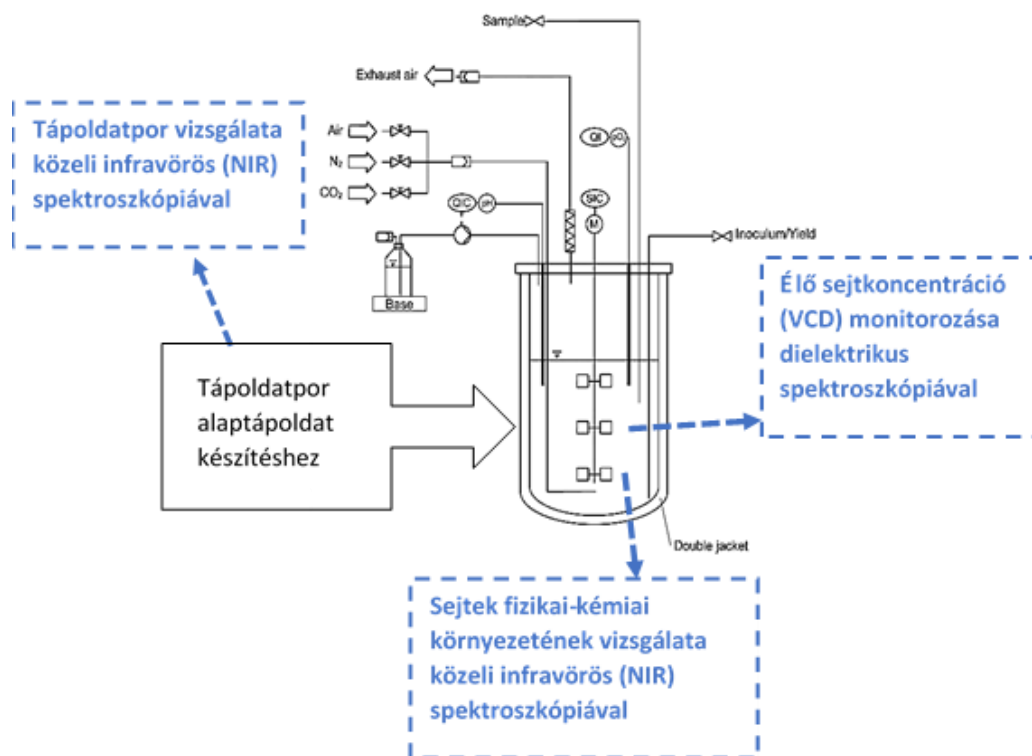 Sample
Exhaust air
Tápoldatpor vizsgálata
közeli infravörös (NIR)
spektroszkópiával
Air
N₂
CO₂
QI
pO₂
QIC
pH
SIC
M
Inoculum/Yield
Base
Élő sejtkoncentráció
(VCD) monitorozása
dielektrikus
spektroszkópiával
Tápoldatpor
alaptápoldat
készítéshez
Double jacket
Sejtek fizikai-kémiai
környezetének vizsgálata
közeli infravörös (NIR)
spektroszkópiával